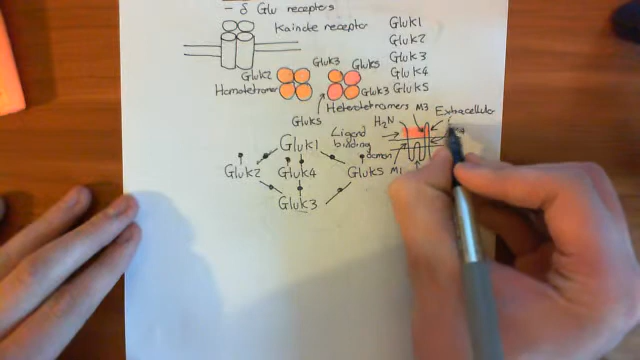 - δ Glu receptors
Kainate receptor
GluK1
GluK2
GluK3
GluK4
GluK5
GluK3 GluK5
GluK2
Homotetramer
GluK3
Heterotetramers
GluK5
M3 Extracellular
H₂N
Ligand
binding
domain
M1
GluK1
GluK2 GluK4 GluK5
GluK3